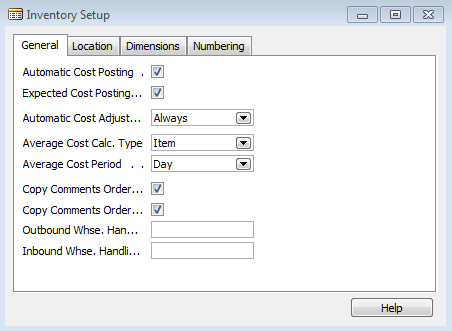 Inventory Setup
General Location Dimensions Numbering
Automatic Cost Posting .
Expected Cost Posting...
Automatic Cost Adjust... Always
Average Cost Calc. Type Item
Average Cost Period . . Day
Copy Comments Order...
Copy Comments Order...
Outbound Whse. Han...
Inbound Whse. Handli...
Help